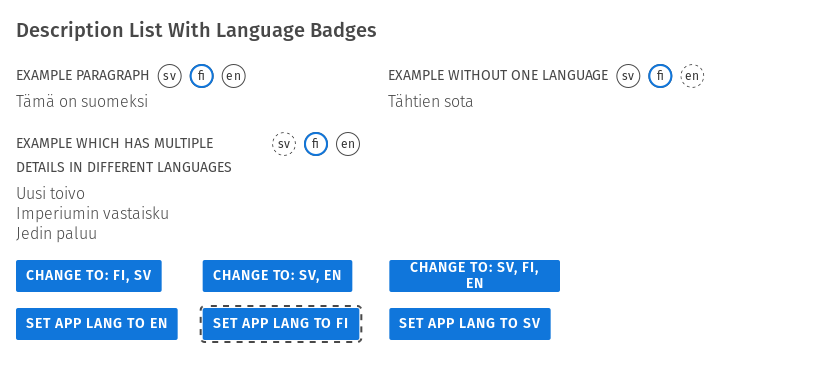 Description List With Language Badges
EXAMPLE PARAGRAPH sv fi en
Tämä on suomeksi
EXAMPLE WITHOUT ONE LANGUAGE sv fi en
Tähtien sota
EXAMPLE WHICH HAS MULTIPLE sv fi en
DETAILS IN DIFFERENT LANGUAGES
Uusi toivo
Imperiumin vastaisku
Jedin paluu
CHANGE TO: FI, SV
CHANGE TO: SV, EN
CHANGE TO: SV, FI,
EN
SET APP LANG TO EN
SET APP LANG TO FI
SET APP LANG TO SV